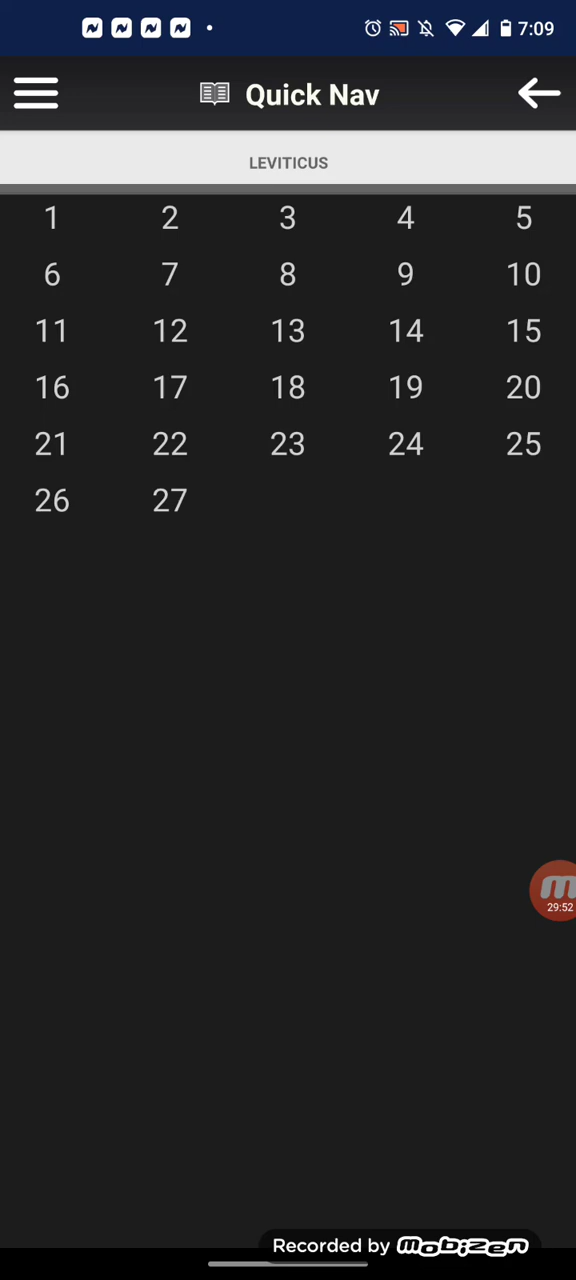 7:09
Quick Nav
LEVITICUS
1 2 3 4 5
6 7 8 9 10
11 12 13 14 15
16 17 18 19 20
21 22 23 24 25
26 27
29:52
Recorded by mobizen